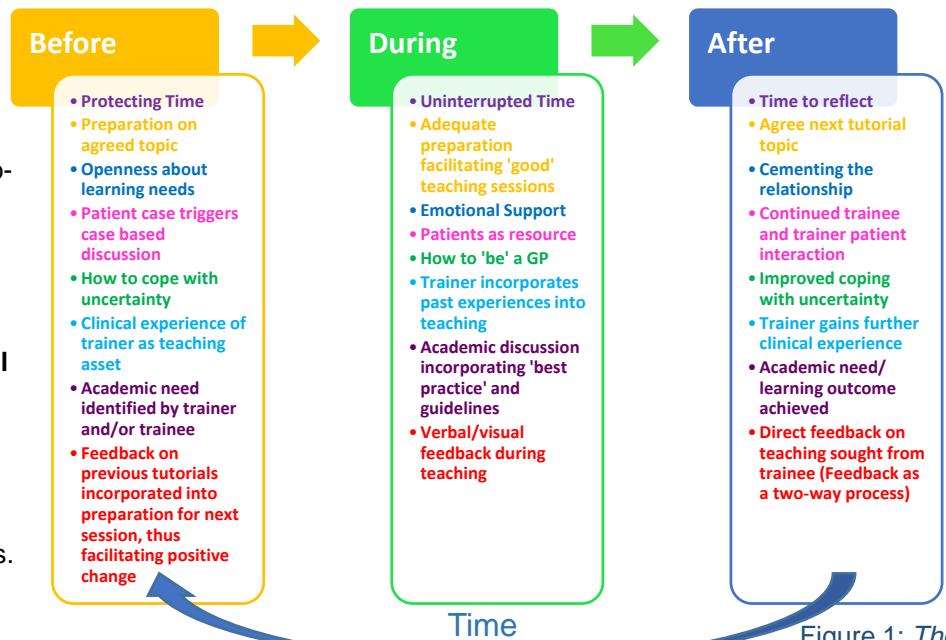 Before
• Protecting Time
• Preparation on
agreed topic
• Openness about
learning needs
• Patient case triggers
case based
discussion
• How to cope with
uncertainty
• Clinical experience of
trainer as teaching
asset
• Academic need
identified by trainer
and/or trainee
• Feedback on
previous tutorials
incorporated into
preparation for next
session, thus
facilitating positive
change
During
• Uninterrupted Time
• Adequate
preparation
facilitating 'good'
teaching sessions
• Emotional Support
• Patients as resource
• How to 'be' a GP
• Trainer incorporates
past experiences into
teaching
• Academic discussion
incorporating 'best
practice' and
guidelines
• Verbal/visual
feedback during
teaching
After
• Time to reflect
• Agree next tutorial
topic
• Cementing the
relationship
• Continued trainee
and trainer patient
interaction
• Improved coping
with uncertainty
• Trainer gains further
clinical experience
• Academic need/
learning outcome
achieved
• Direct feedback on
teaching sought from
trainee (Feedback as
a two-way process)
Time
Figure 1: The